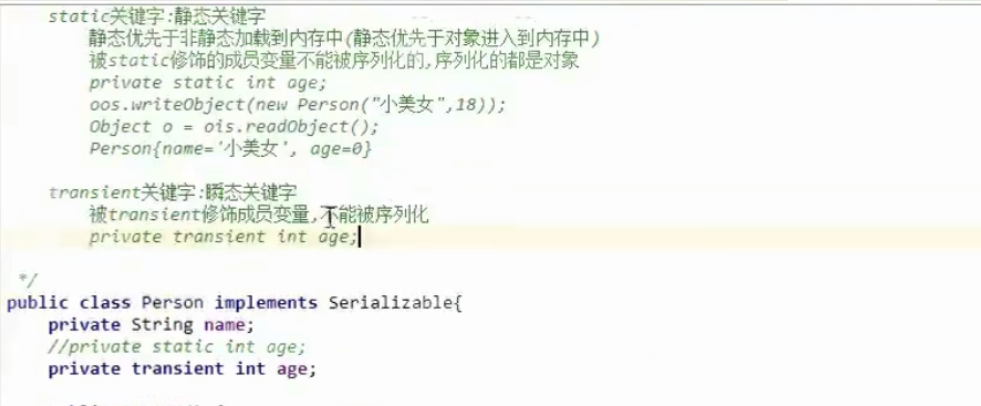 static关键字:静态关键字
静态优先于非静态加载到内存中(静态优先于对象进入到内存中)
被static修饰的成员变量不能被序列化的,序列化的都是对象
private static int age;
oos.writeObject(new Person("小美女",18));
Object o = ois.readObject();
Person{name='小美女', age=0}
transient关键字:瞬态关键字
被transient修饰成员变量,不能被序列化
private transient int age;
*/
public class Person implements Serializable{
private String name;
//private static int age;
private transient int age;